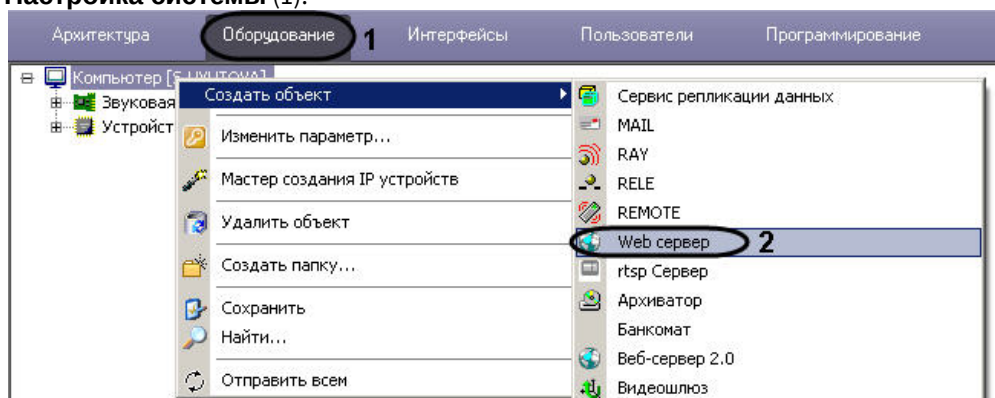 Настройка системы (1).
Архитектура Оборудование 1 Интерфейсы Пользователи Программирование
Компьютер [S
Звуковая
Устройст
Создать объект
Изменить параметр...
Мастер создания IP устройств
Удалить объект
Создать папку...
Сохранить
Найти...
Отправить всем
Сервис репликации данных
MAIL
RAY
RELE
REMOTE
Web сервер 2
rtsp Сервер
Архиватор
Банкомат
Веб-сервер 2.0
Видеошлюз